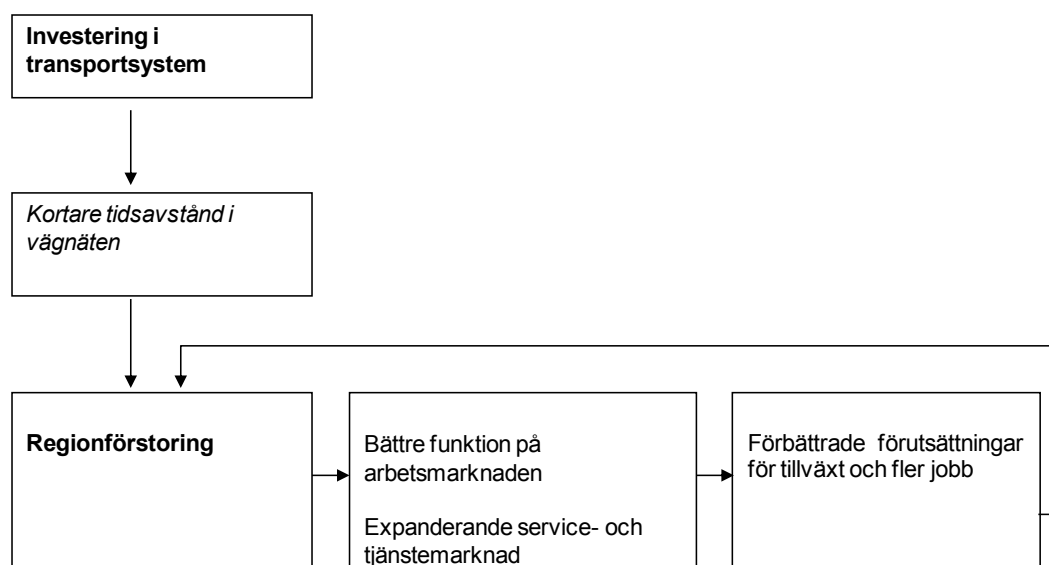 Investering i
transportsystem
Kortare tidsavstånd i
vägnäten
Regionförstoring
Bättre funktion på
arbetsmarknaden
Expanderande service- och
tjänstemarknad
Förbättrade förutsättningar
för tillväxt och fler jobb